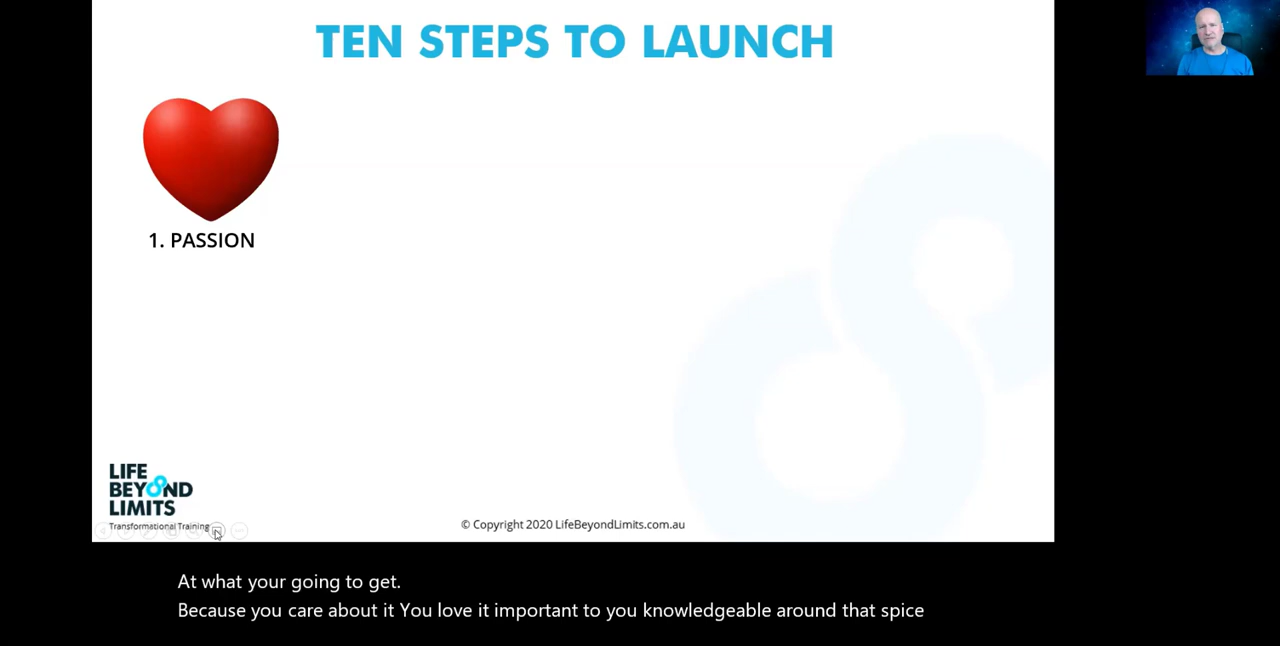 TEN STEPS TO LAUNCH
1. PASSION
LIFE
BEYOND
LIMITS
Transformational Training
© Copyright 2020 LifeBeyondLimits.com.au
At what your going to get.
Because you care about it You love it important to you knowledgeable around that spice